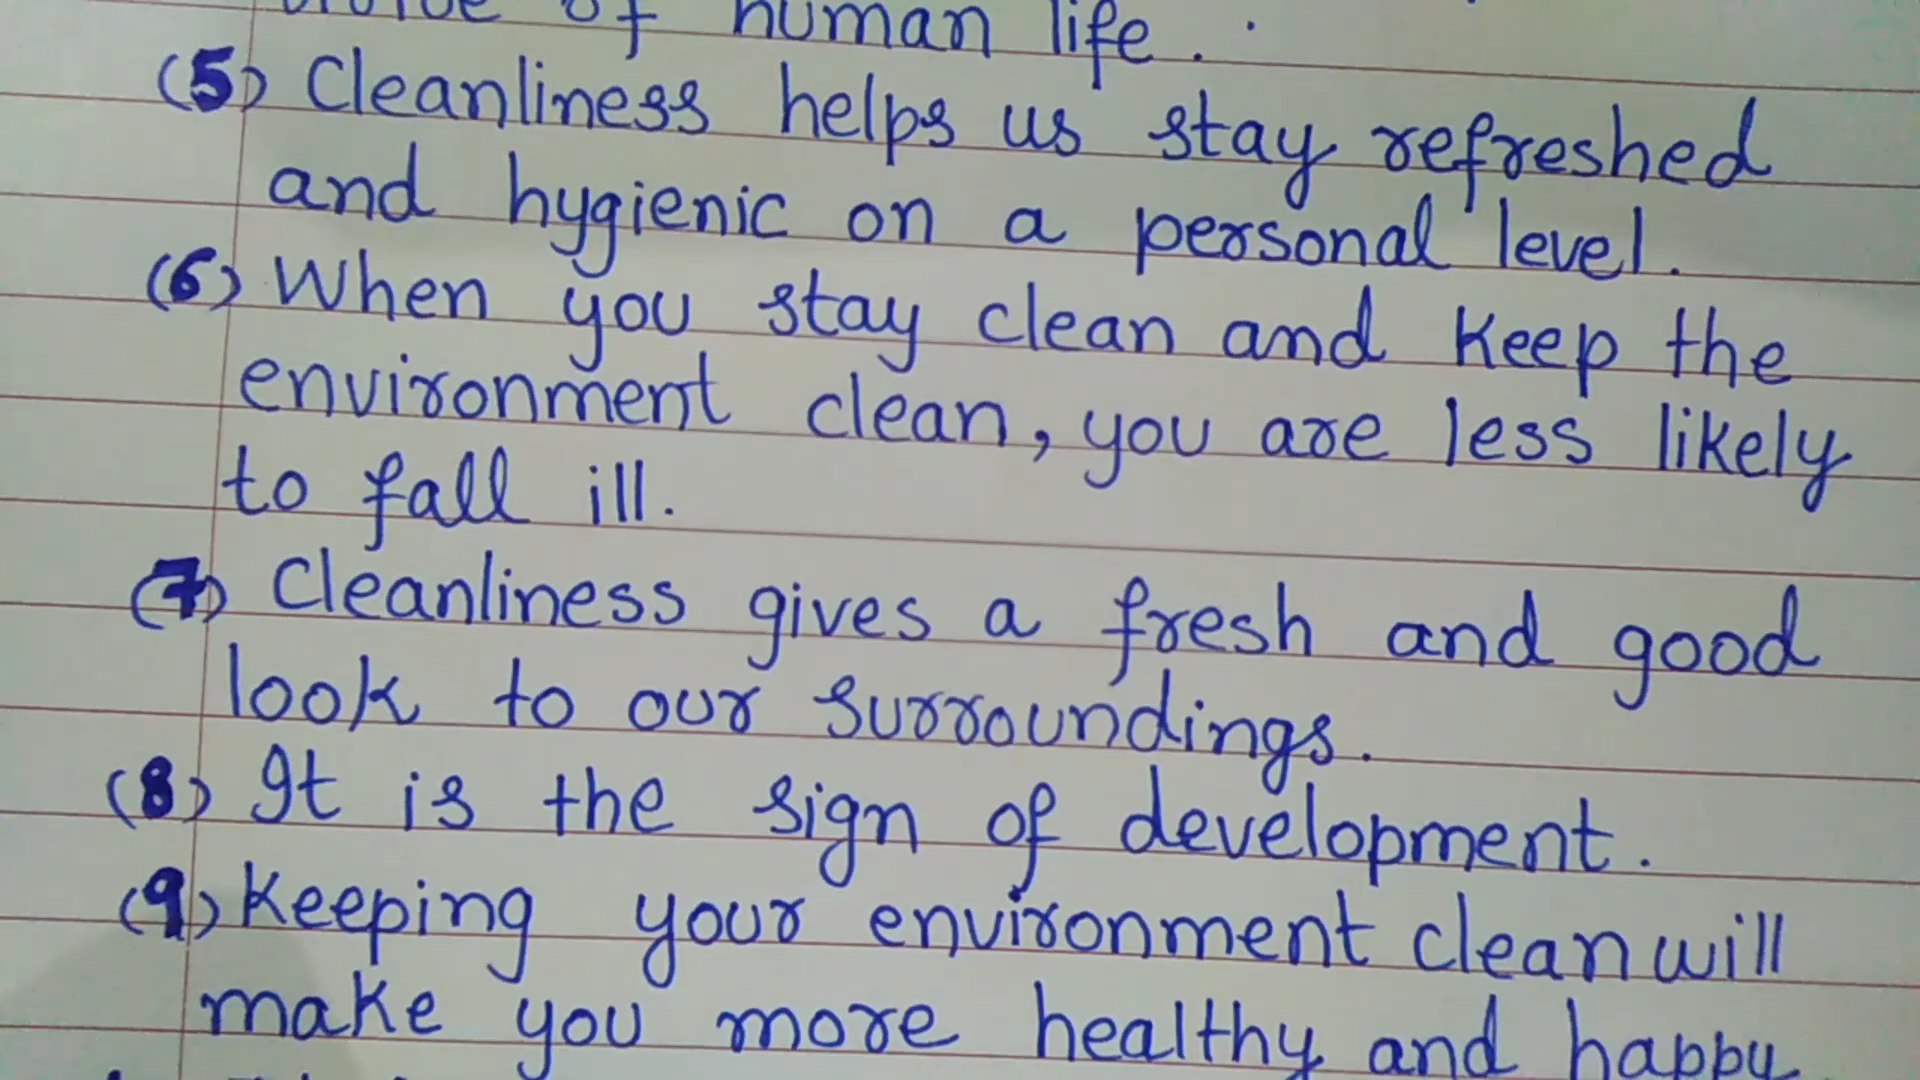 of human life.
(5) Cleanliness helps us stay refreshed
and hygienic on a personal level.
(6) When you stay clean and keep the
environment clean, you are less likely
to fall ill.
(7) Cleanliness gives a fresh and good
look to our surroundings.
(8) It is the sign of development.
(9) Keeping your environment clean will
make you more healthy and happy